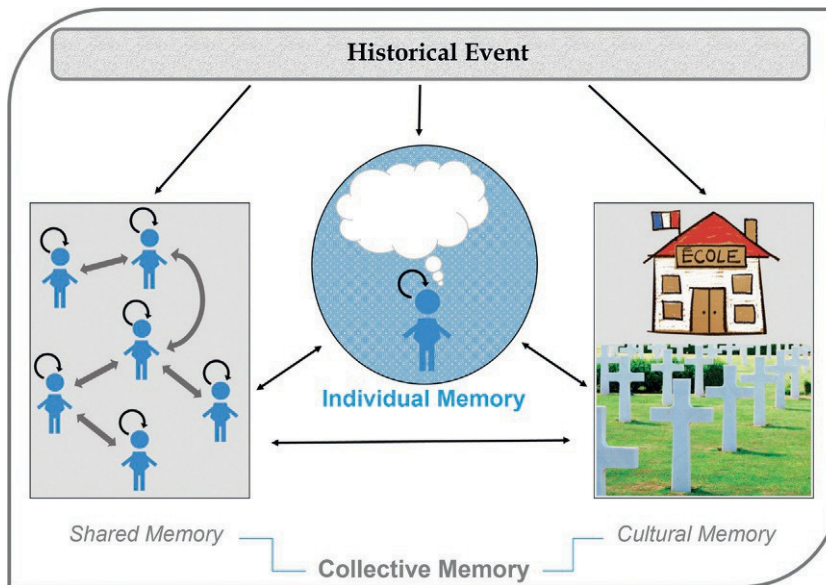 Historical Event
ÉCOLE
Individual Memory
Shared Memory
Cultural Memory
Collective Memory